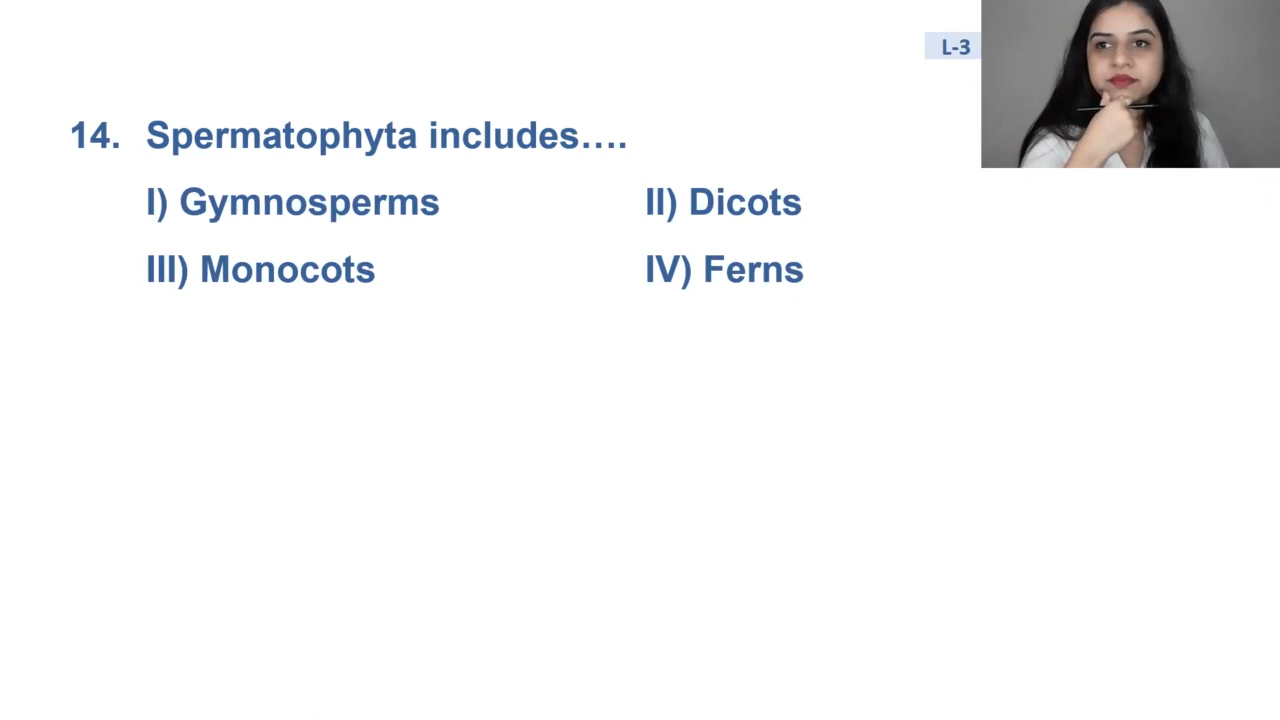 L-3
14. Spermatophyta includes….
I) Gymnosperms II) Dicots
III) Monocots IV) Ferns